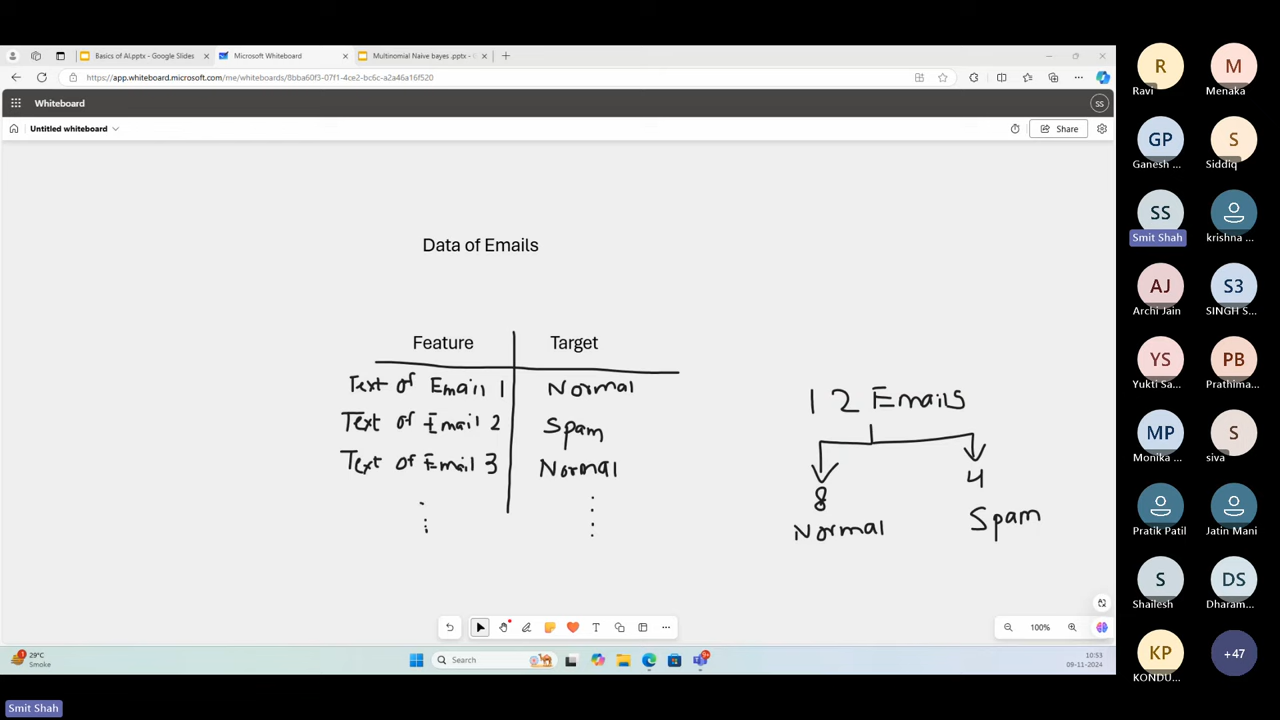 Basics of AI.pptx - Google Slides
Microsoft Whiteboard
Multinomial Naive bayes .pptx -
https://app.whiteboard.microsoft.com/me/whiteboards/8bba60f3-07f1-4ce2-bc6c-a2a46a16f520
Whiteboard
SS
Untitled whiteboard
Share
Data of Emails
Feature Target
Text of Email 1 Normal
Text of Email 2 Spam
Text of Email 3 Normal
12 Emails
8 4
Normal Spam
100%
29°C
Smoke
Search
10:53
09-11-2024
Smit Shah
R M
Ravi Menaka
GP S
Ganesh ... Siddiq
SS
Smit Shah krishna ...
AJ S3
Archi Jain SINGH S...
YS PB
Yukti Sa... Prathima...
MP S
Monika ... siva
Pratik Patil Jatin Mani
S DS
Shailesh Dharam...
KP +47
KONDU...